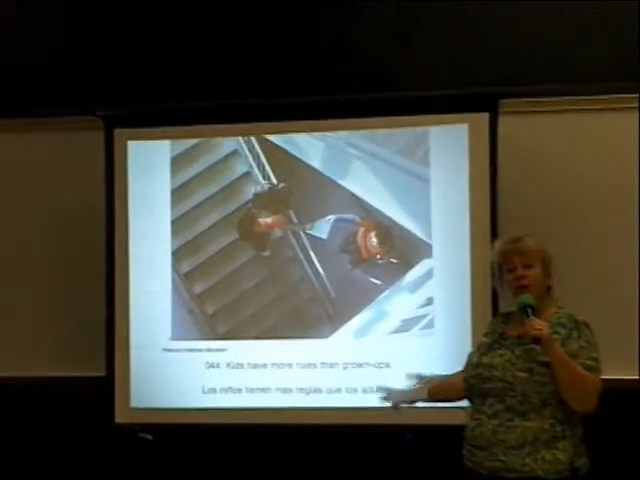 044: Kids have more rules than grown-ups.
Los niños tienen mas reglas que los